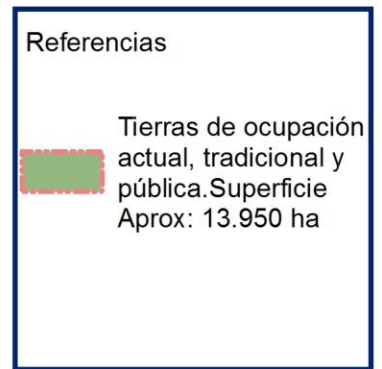 Referencias
Tierras de ocupación
actual, tradicional y
pública.Superficie
Aprox: 13.950 ha